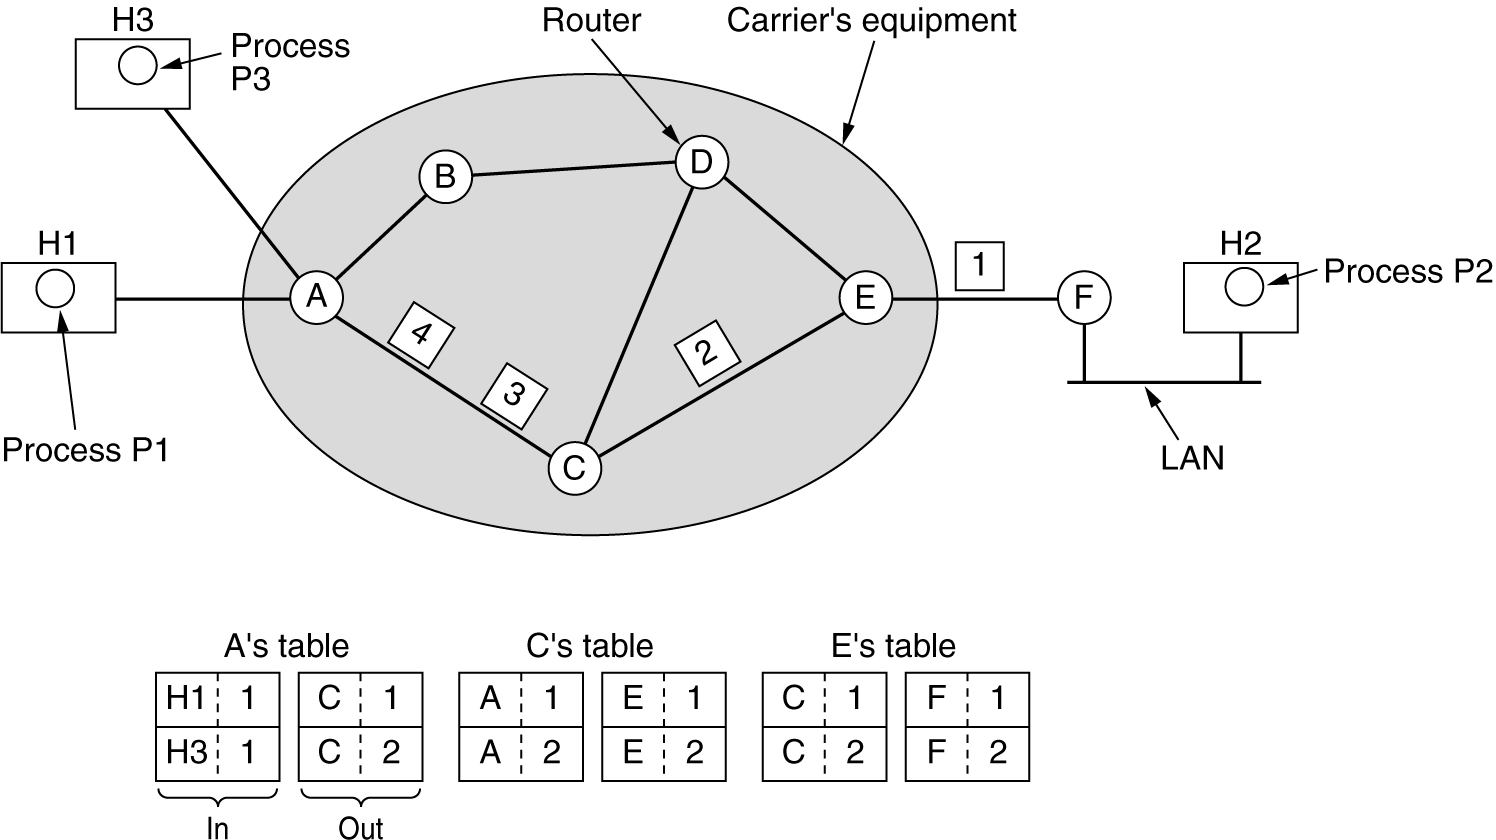 H3
Router
Carrier's equipment
Process
P3
B
D
H1
H2
1
Process P2
A
E
F
4
2
3
Process P1
C
LAN
A's table
C's table
E's table
H1 1 C 1 A 1 E 1 C 1 F 1
H3 1 C 2 A 2 E 2 C 2 F 2
In
Out